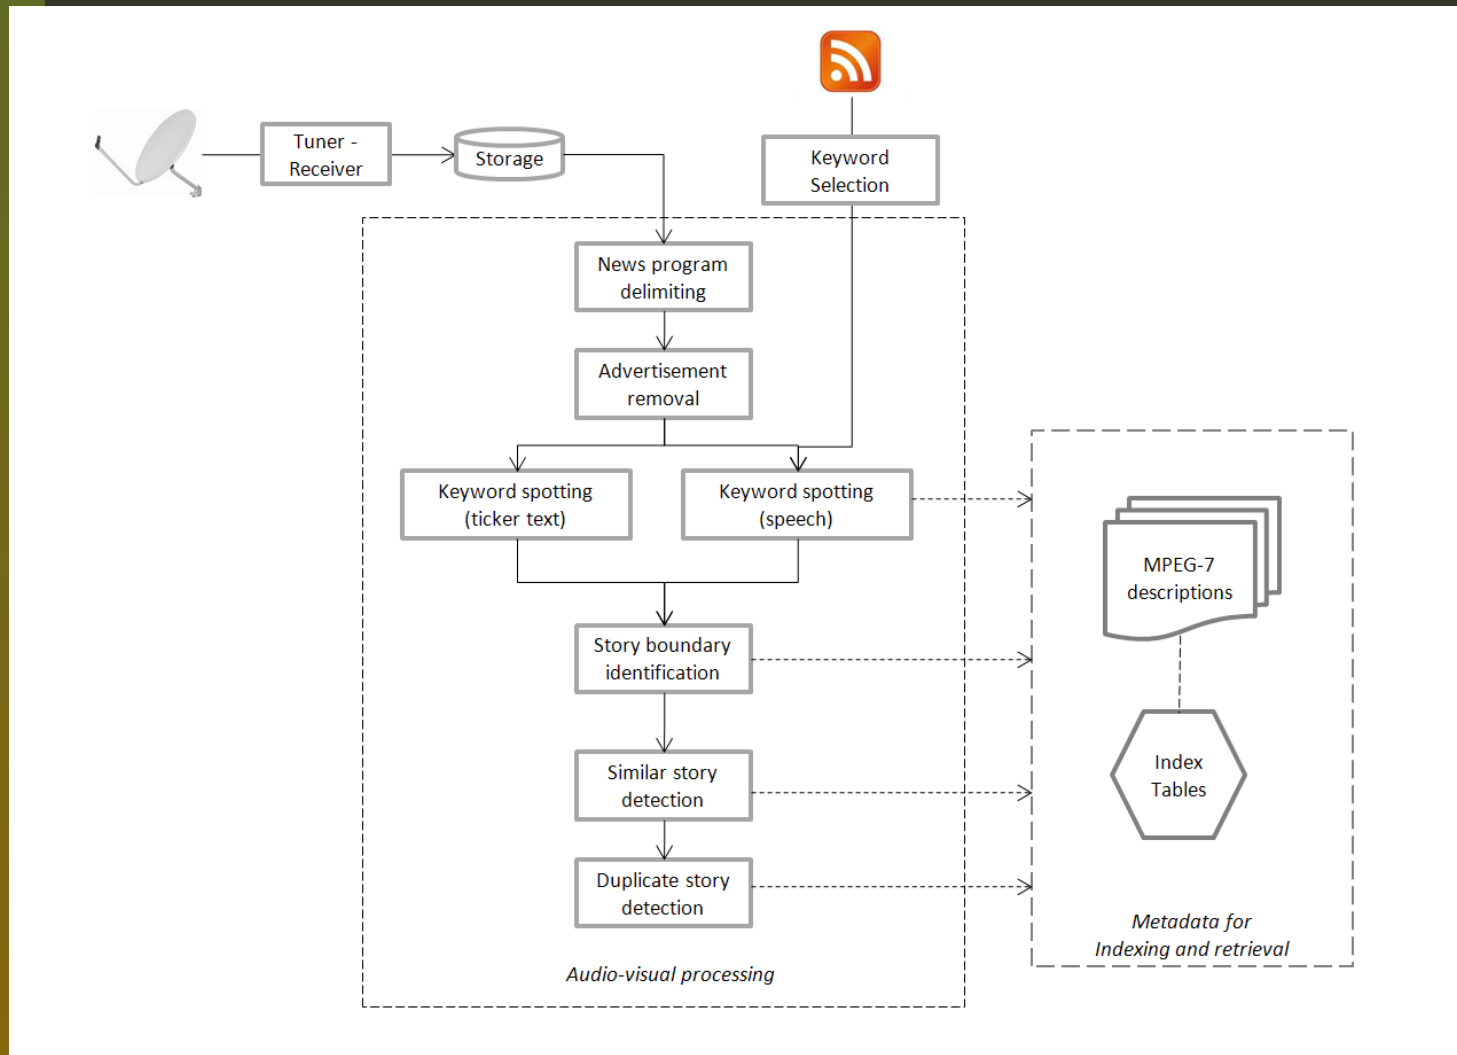 Tuner -
Receiver
Storage
Keyword
Selection
News program
delimiting
Advertisement
removal
Keyword spotting
(ticker text)
Keyword spotting
(speech)
Story boundary
identification
Similar story
detection
Duplicate story
detection
Audio-visual processing
MPEG-7
descriptions
Index
Tables
Metadata for
Indexing and retrieval